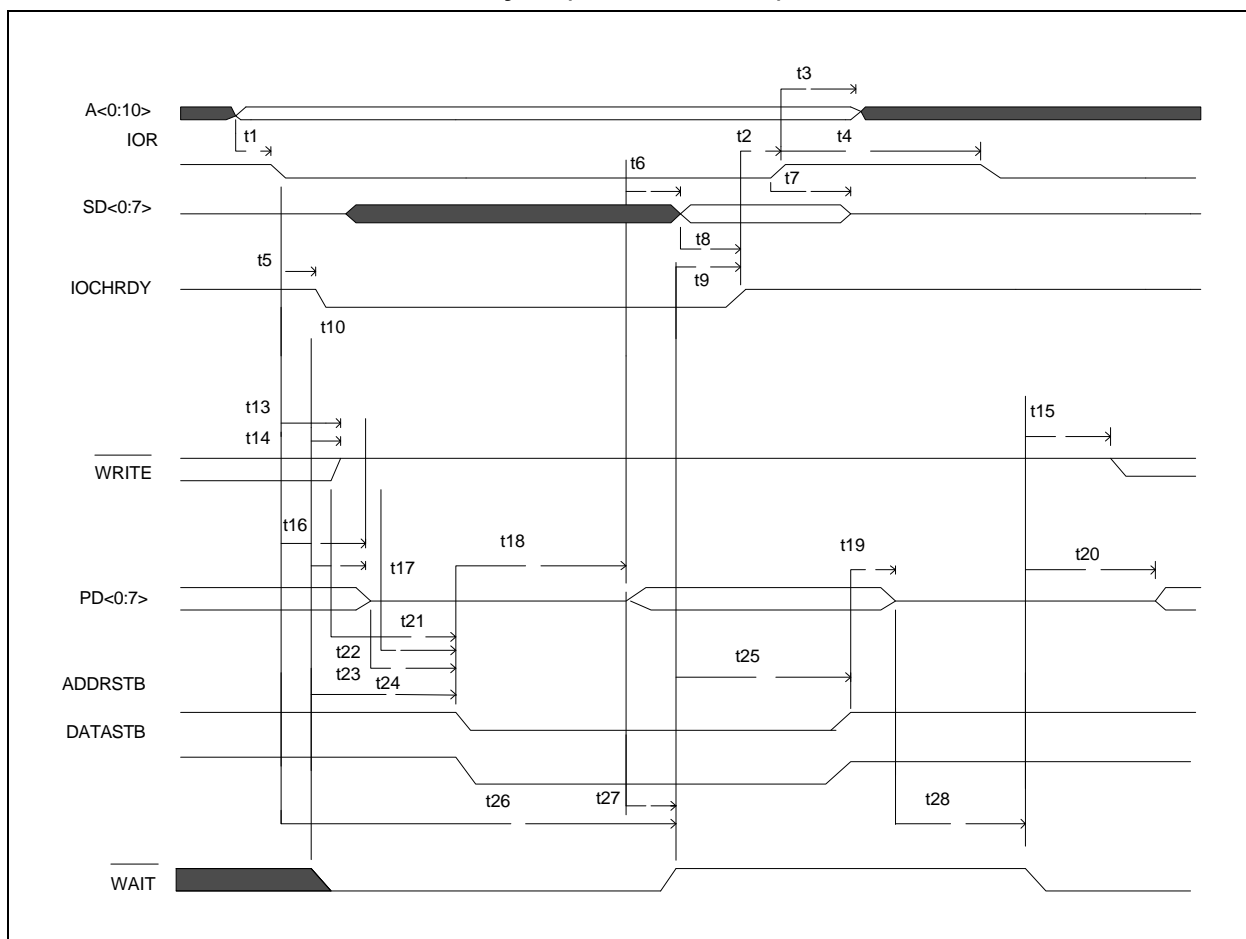 t3
A<0:10>
t1
t2
t4
IOR
t6
t7
SD<0:7>
t8
t5
t9
IOCHRDY
t10
t13
t15
t14
WRITE
t16
t18
t19
t20
t17
PD<0:7>
t21
t22
t23
t25
t24
ADDRSTB
DATASTB
t26
t27
t28
WAIT